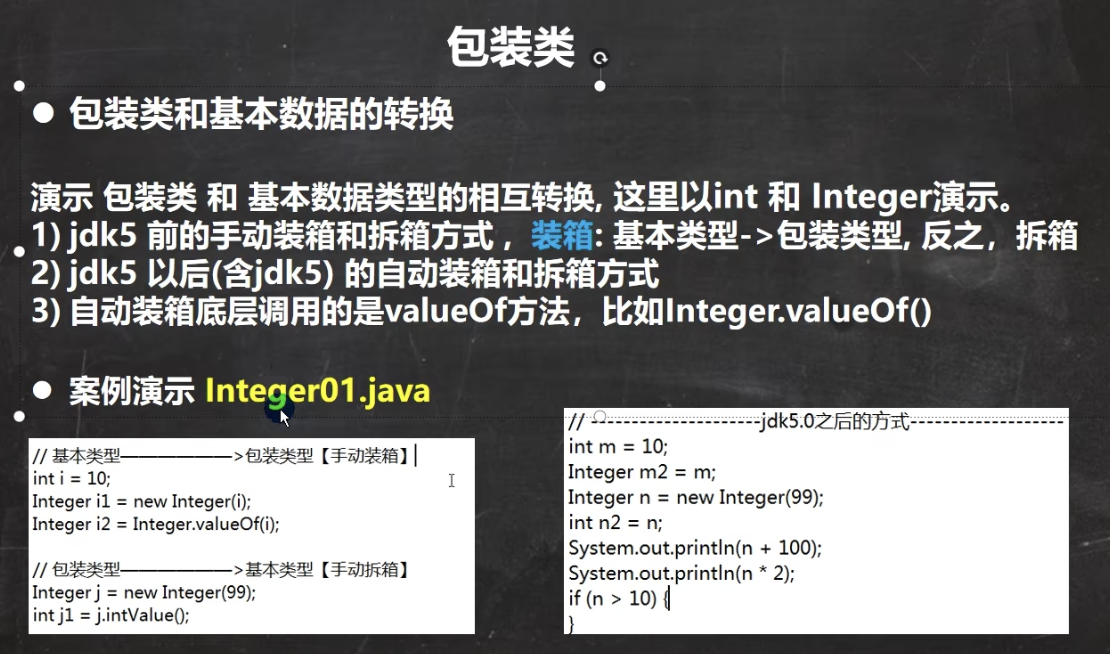 包装类
● 包装类和基本数据的转换
演示 包装类 和 基本数据类型的相互转换, 这里以int 和 Integer演示。
1) jdk5 前的手动装箱和拆箱方式 ，装箱: 基本类型->包装类型, 反之，拆箱
2) jdk5 以后(含jdk5) 的自动装箱和拆箱方式
3) 自动装箱底层调用的是valueOf方法，比如Integer.valueOf()
● 案例演示 Integer01.java
// 基本类型——————>包装类型【手动装箱】
int i = 10;
Integer i1 = new Integer(i);
Integer i2 = Integer.valueOf(i);
// 包装类型——————>基本类型【手动拆箱】
Integer j = new Integer(99);
int j1 = j.intValue();
// ----------------------jdk5.0之后的方式--------------------
int m = 10;
Integer m2 = m;
Integer n = new Integer(99);
int n2 = n;
System.out.println(n + 100);
System.out.println(n * 2);
if (n > 10) {
}